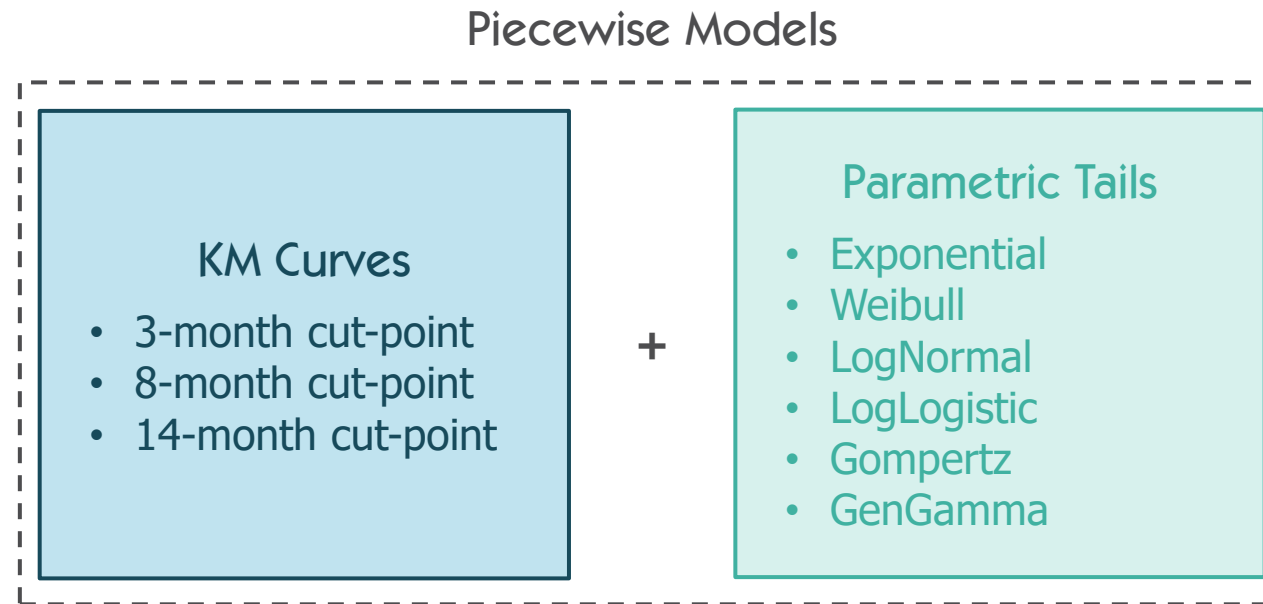 Piecewise Models
KM Curves
• 3-month cut-point
• 8-month cut-point
• 14-month cut-point
+
Parametric Tails
• Exponential
• Weibull
• LogNormal
• LogLogistic
• Gompertz
• GenGamma